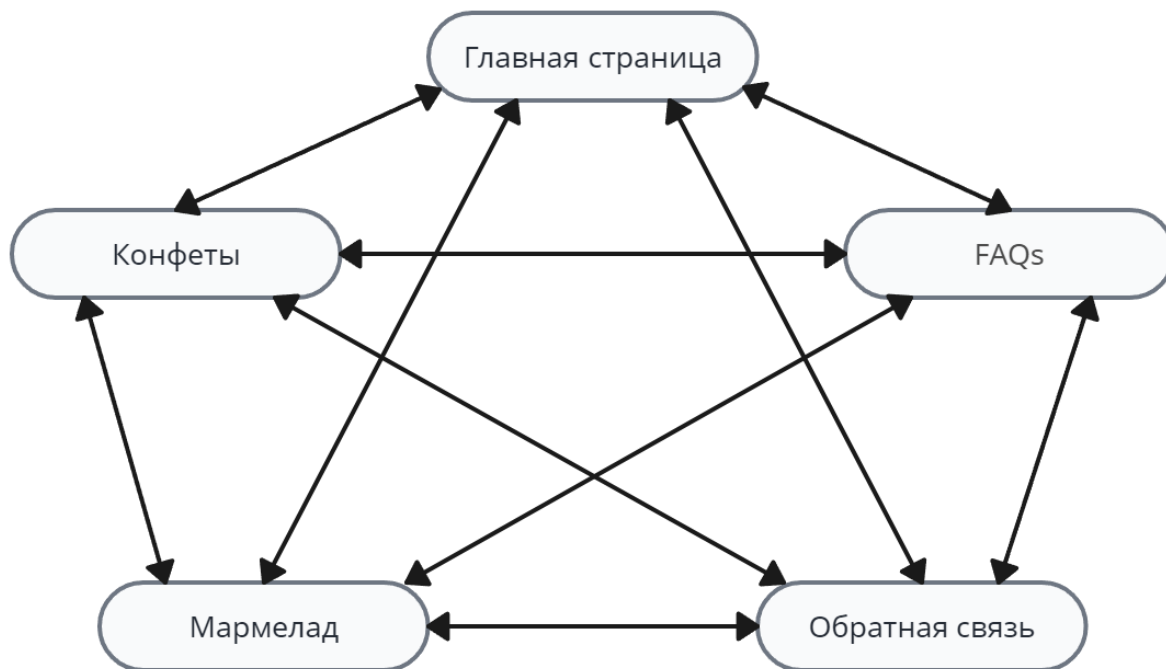 Главная страница
Конфеты
FAQs
Мармелад
Обратная связь